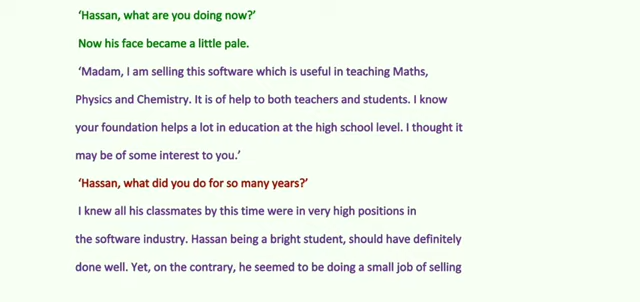 ‘Hassan, what are you doing now?’
Now his face became a little pale.
‘Madam, I am selling this software which is useful in teaching Maths,
Physics and Chemistry. It is of help to both teachers and students. I know
your foundation helps a lot in education at the high school level. I thought it
may be of some interest to you.’
‘Hassan, what did you do for so many years?’
I knew all his classmates by this time were in very high positions in
the software industry. Hassan being a bright student, should have definitely
done well. Yet, on the contrary, he seemed to be doing a small job of selling